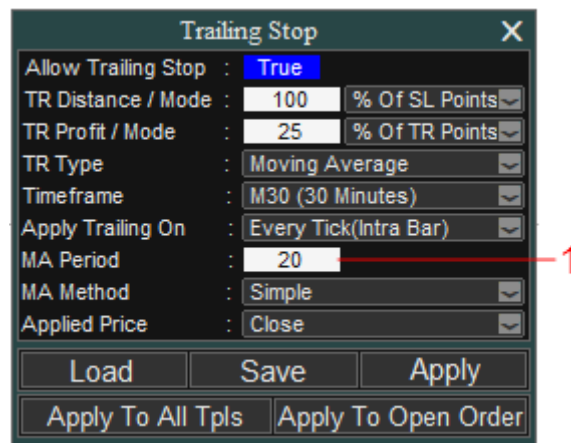 Trailing Stop X
Allow Trailing Stop : True
TR Distance / Mode : 100 % Of SL Points
TR Profit / Mode : 25 % Of TR Points
TR Type : Moving Average
Timeframe : M30 (30 Minutes)
Apply Trailing On : Every Tick(Intra Bar)
MA Period : 20 1
MA Method : Simple
Applied Price : Close
Load Save Apply
Apply To All Tpls Apply To Open Order